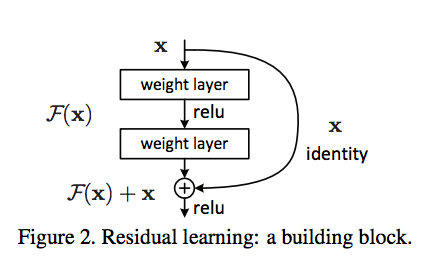 x
weight layer
F(x)
relu
x
weight layer
identity
F(x) + x
relu
Figure 2. Residual learning: a building block.